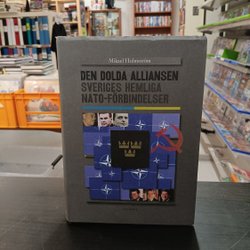 Mikael Holmström
DEN DOLDA ALLIANSEN
SVERIGES HEMLIGA
NATO-FÖRBINDELSER